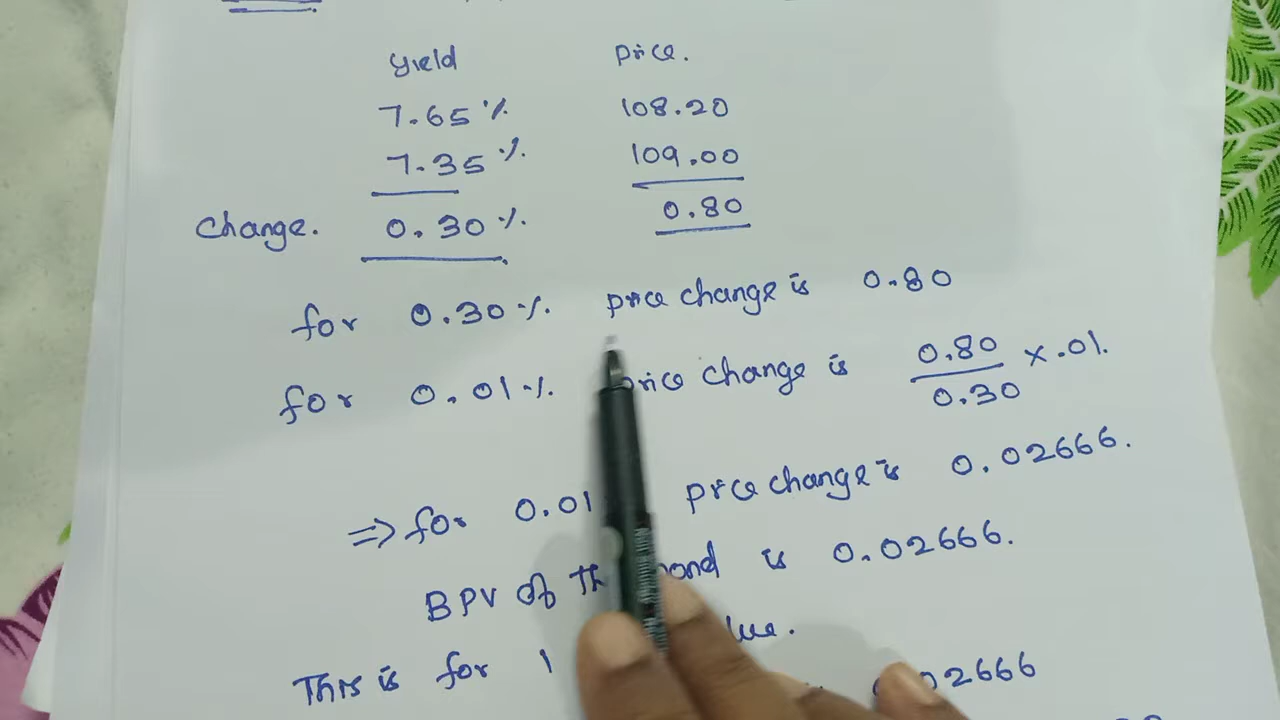 Yield Price.
7.65% 108.20
7.35% 109.00
Change. 0.30% 0.80
for 0.30% price change is 0.80
for 0.01% price change is 0.80/0.30 x .01.
⇒ for 0.01 price change is 0.02666.
BPV of bond is 0.02666.
This is for 1
02666